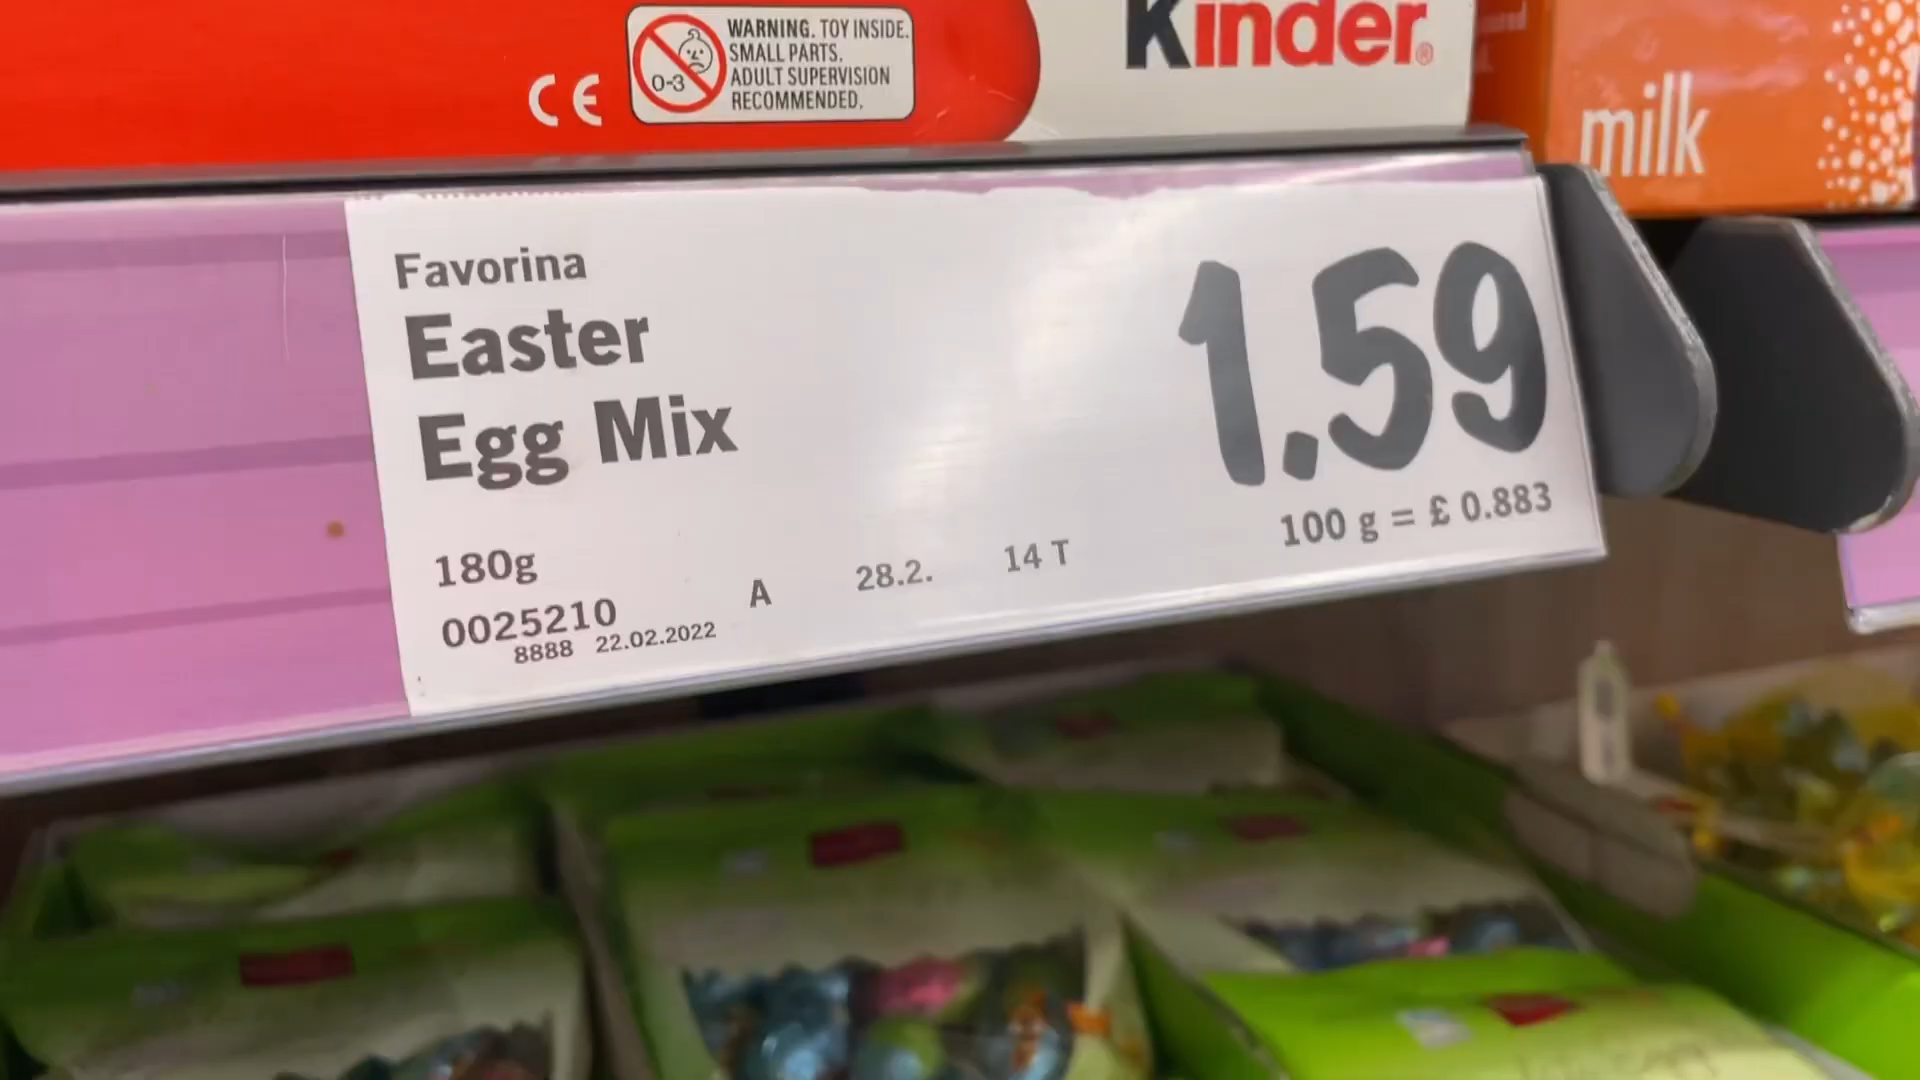 WARNING. TOY INSIDE.
SMALL PARTS.
ADULT SUPERVISION
RECOMMENDED.
0-3
CE
Kinder®
milk
Favorina
Easter
Egg Mix
1.59
100 g = £ 0.883
180g
0025210
A 28.2. 14 T
8888 22.02.2022